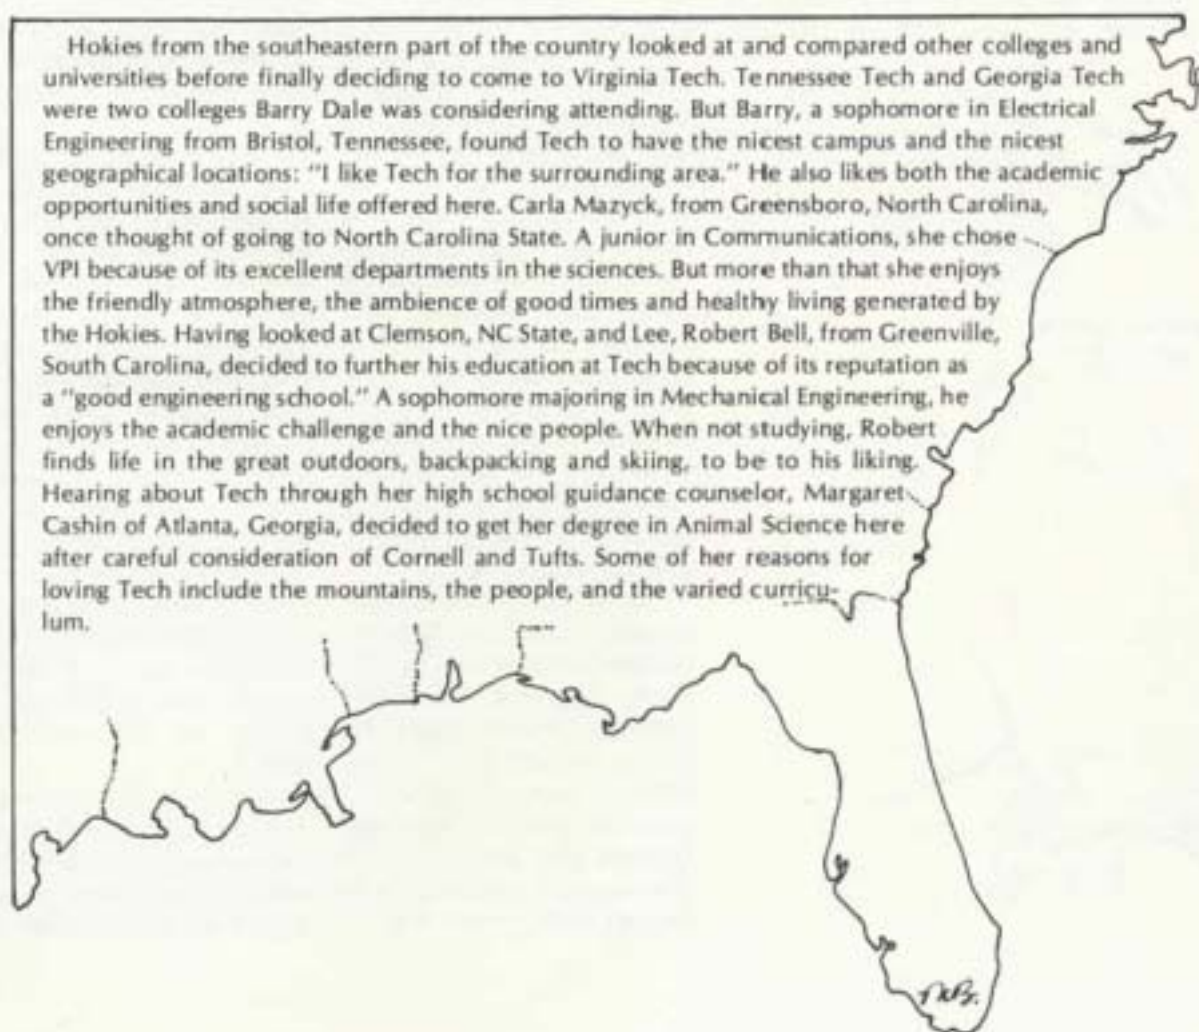 Hokies from the southeastern part of the country looked at and compared other colleges and
universities before finally deciding to come to Virginia Tech. Tennessee Tech and Georgia Tech
were two colleges Barry Dale was considering attending. But Barry, a sophomore in Electrical
Engineering from Bristol, Tennessee, found Tech to have the nicest campus and the nicest
geographical locations: "I like Tech for the surrounding area." He also likes both the academic
opportunities and social life offered here. Carla Mazyck, from Greensboro, North Carolina,
once thought of going to North Carolina State. A junior in Communications, she chose
VPI because of its excellent departments in the sciences. But more than that she enjoys
the friendly atmosphere, the ambience of good times and healthy living generated by
the Hokies. Having looked at Clemson, NC State, and Lee, Robert Bell, from Greenville,
South Carolina, decided to further his education at Tech because of its reputation as
a "good engineering school." A sophomore majoring in Mechanical Engineering, he
enjoys the academic challenge and the nice people. When not studying, Robert
finds life in the great outdoors, backpacking and skiing, to be to his liking.
Hearing about Tech through her high school guidance counselor, Margaret
Cashin of Atlanta, Georgia, decided to get her degree in Animal Science here
after careful consideration of Cornell and Tufts. Some of her reasons for
loving Tech include the mountains, the people, and the varied curricu-
lum.